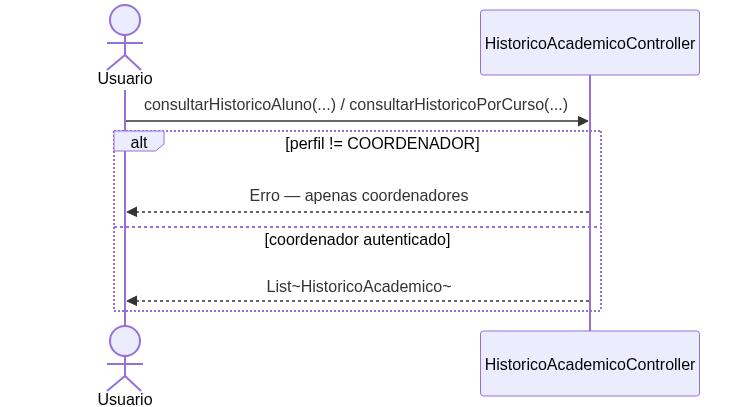 Usuario
HistoricoAcademicoController
consultarHistoricoAluno(...) / consultarHistoricoPorCurso(...)
alt
[perfil != COORDENADOR]
Erro — apenas coordenadores
[coordenador autenticado]
List~HistoricoAcademico~
Usuario
HistoricoAcademicoController